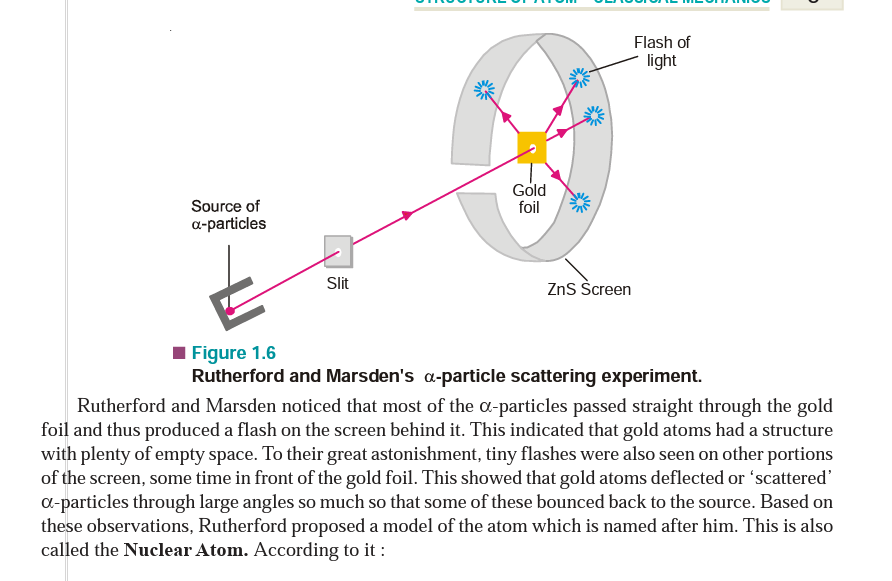 STRUCTURE OF ATOM – CLASSICAL MECHANICS
Flash of
light
Gold
foil
Source of
α-particles
Slit
ZnS Screen
Figure 1.6
Rutherford and Marsden's α-particle scattering experiment.
Rutherford and Marsden noticed that most of the α-particles passed straight through the gold
foil and thus produced a flash on the screen behind it. This indicated that gold atoms had a structure
with plenty of empty space. To their great astonishment, tiny flashes were also seen on other portions
of the screen, some time in front of the gold foil. This showed that gold atoms deflected or ‘scattered’
α-particles through large angles so much so that some of these bounced back to the source. Based on
these observations, Rutherford proposed a model of the atom which is named after him. This is also
called the Nuclear Atom. According to it :